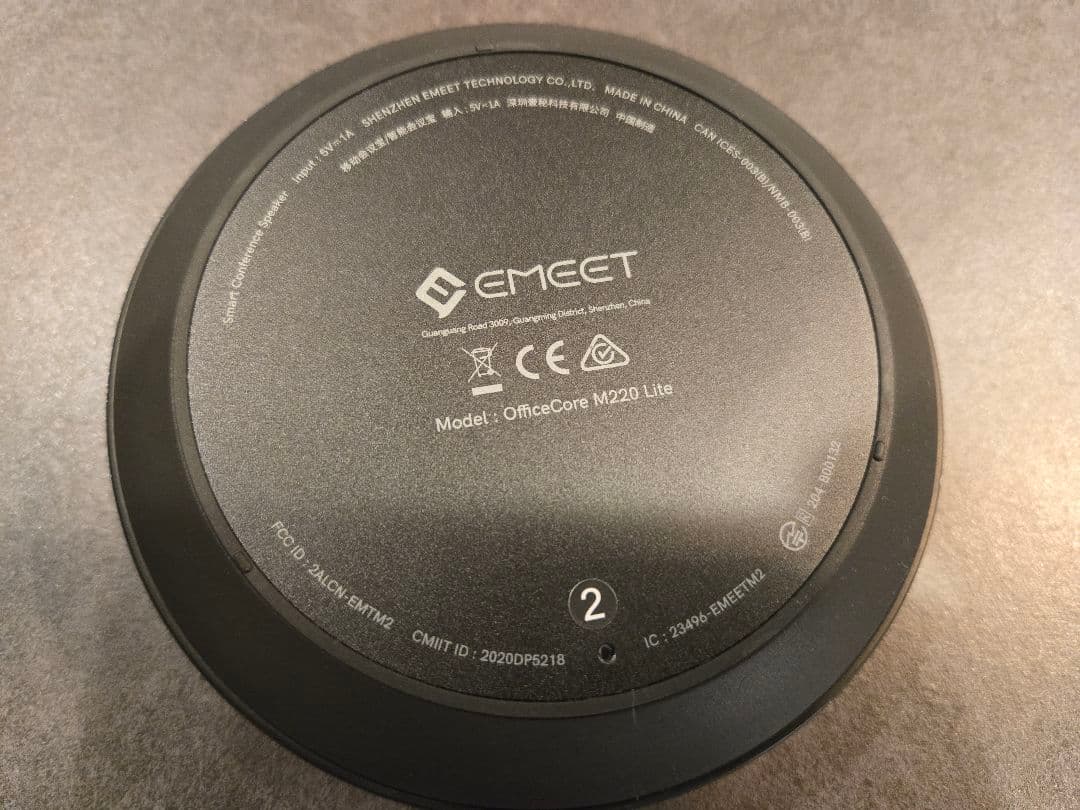 Smart Conference Speaker Input : 5V⎓1A SHENZHEN EMEET TECHNOLOGY CO.,LTD. MADE IN CHINA CAN ICES-003(B)/NMB-003(B)
移动会议室/智能会议室 输入 : 5V⎓1A 深圳壹秘科技有限公司 中国制造
EMEET
Guanguang Road 3009, Guangming District, Shenzhen, China
CE
Model : OfficeCore M220 Lite
204-B00152
2
FCC ID : 2ALCN-EMTM2 CMIIT ID : 2020DP5218 IC : 23496-EMEETM2